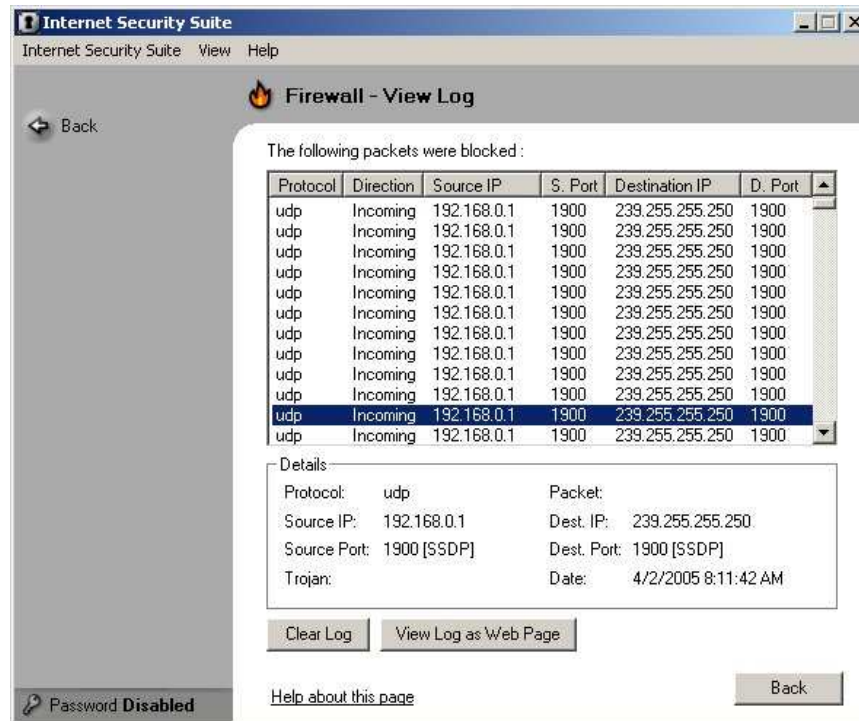 Internet Security Suite
Internet Security Suite View Help
Firewall - View Log
Back
The following packets were blocked :
Protocol Direction Source IP S. Port Destination IP D. Port
udp Incoming 192.168.0.1 1900 239.255.255.250 1900
udp Incoming 192.168.0.1 1900 239.255.255.250 1900
udp Incoming 192.168.0.1 1900 239.255.255.250 1900
udp Incoming 192.168.0.1 1900 239.255.255.250 1900
udp Incoming 192.168.0.1 1900 239.255.255.250 1900
udp Incoming 192.168.0.1 1900 239.255.255.250 1900
udp Incoming 192.168.0.1 1900 239.255.255.250 1900
udp Incoming 192.168.0.1 1900 239.255.255.250 1900
udp Incoming 192.168.0.1 1900 239.255.255.250 1900
udp Incoming 192.168.0.1 1900 239.255.255.250 1900
udp Incoming 192.168.0.1 1900 239.255.255.250 1900
udp Incoming 192.168.0.1 1900 239.255.255.250 1900
Details
Protocol: udp Packet:
Source IP: 192.168.0.1 Dest. IP: 239.255.255.250
Source Port: 1900 [SSDP] Dest. Port: 1900 [SSDP]
Trojan: Date: 4/2/2005 8:11:42 AM
Clear Log View Log as Web Page
Help about this page Back
Password Disabled